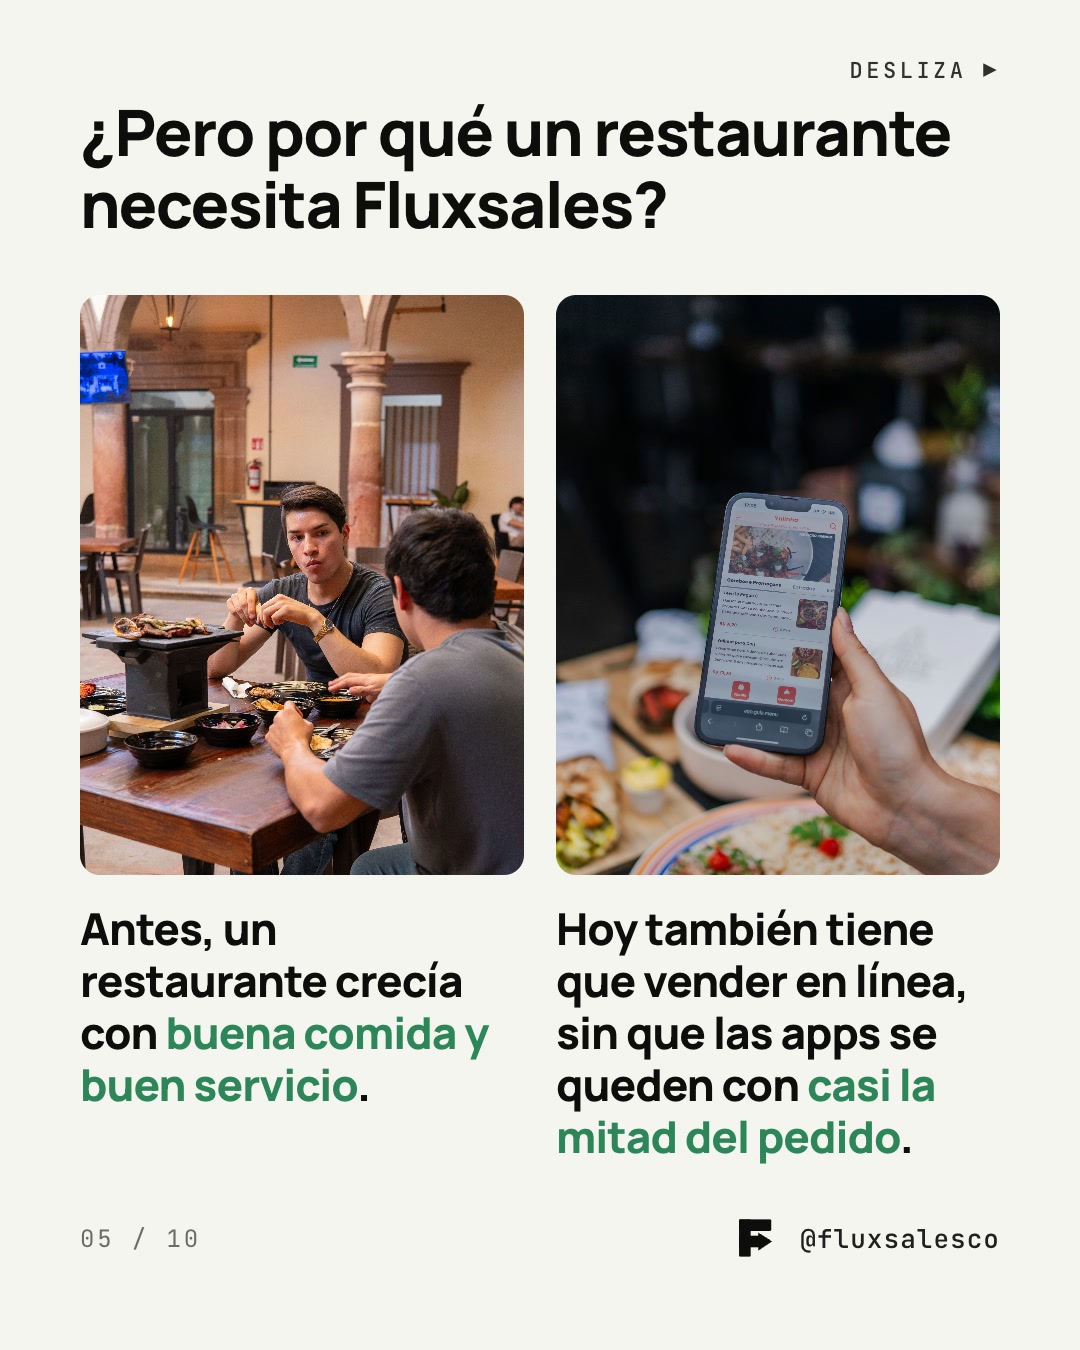 DESLIZA ▶
¿Pero por qué un restaurante
necesita Fluxsales?
Antes, un
restaurante crecía
con buena comida y
buen servicio.
Hoy también tiene
que vender en línea,
sin que las apps se
queden con casi la
mitad del pedido.
05 / 10
@fluxsalesco